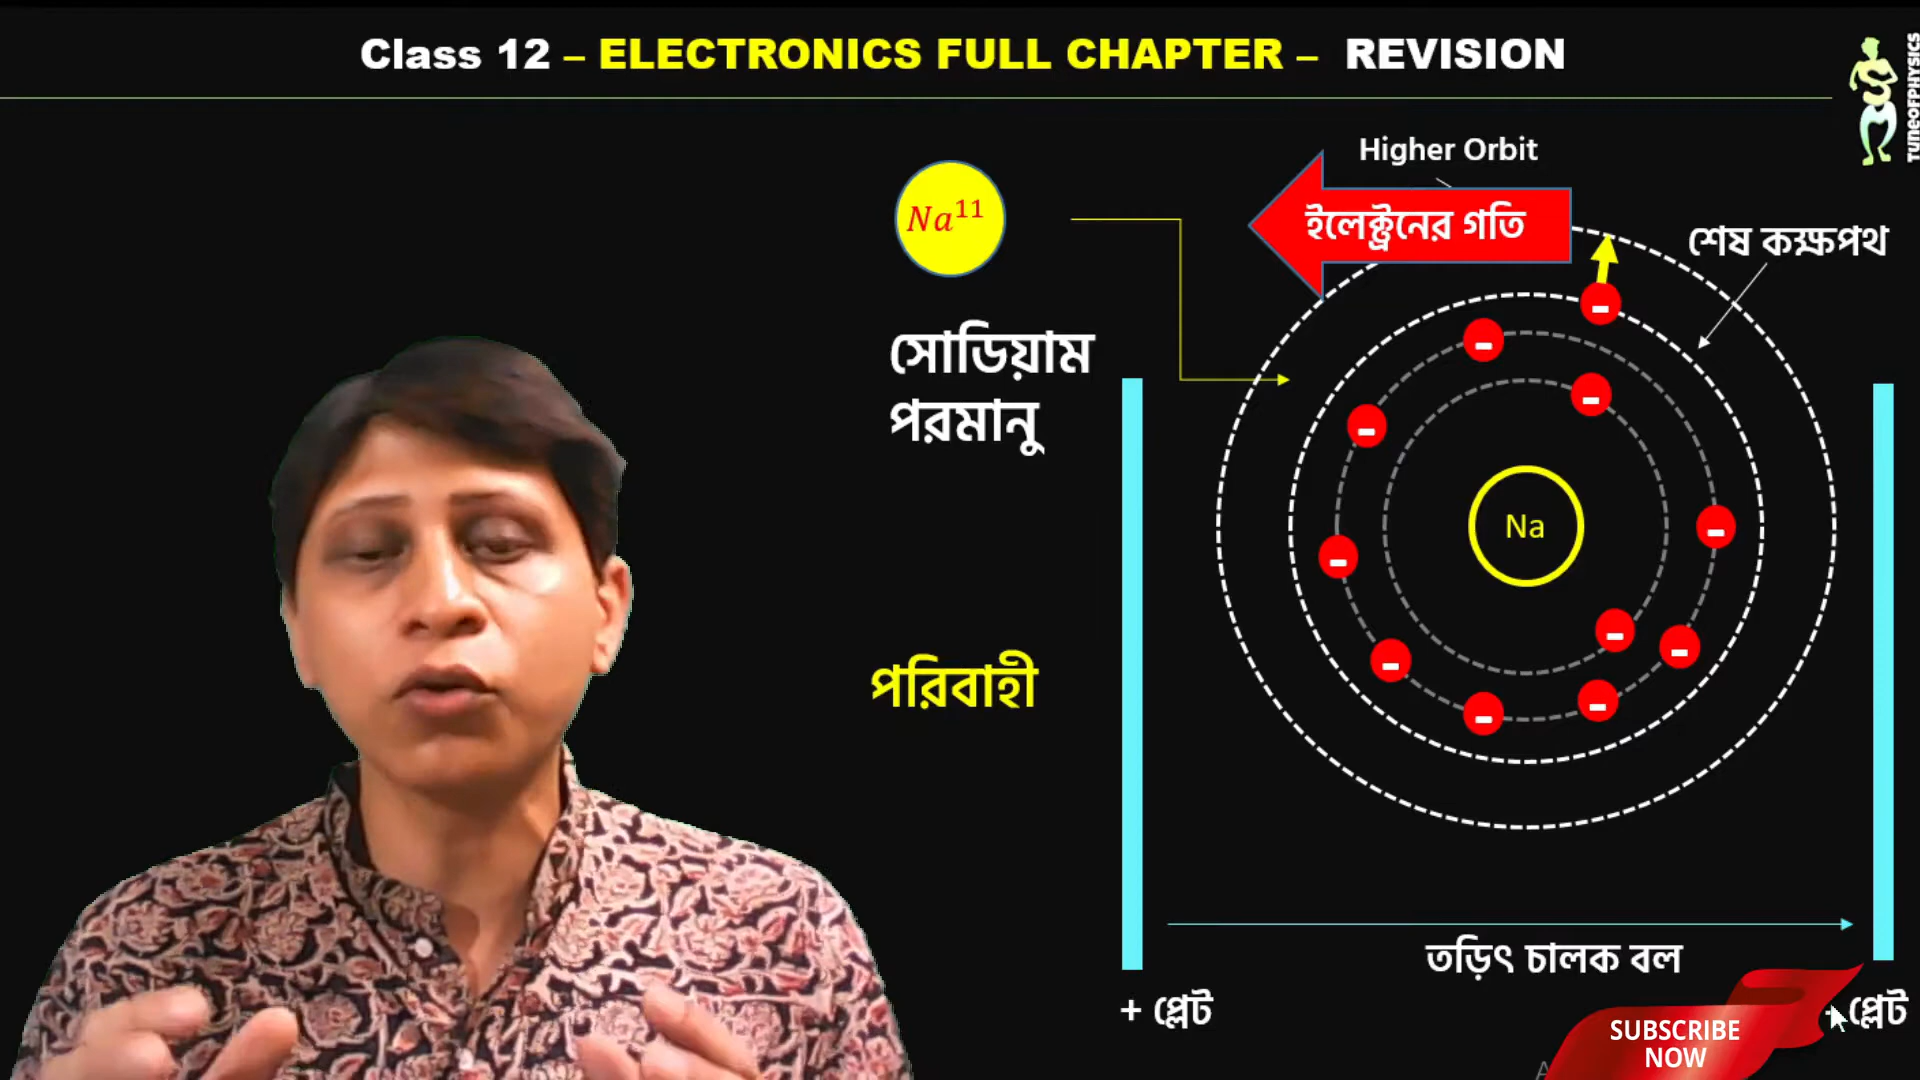 Class 12 – ELECTRONICS FULL CHAPTER – REVISION
TUNEOFPHYSICS
Higher Orbit
Na¹¹
ইলেক্ট্রনের গতি
শেষ কক্ষপথ
সোডিয়াম
পরমানু
Na
পরিবাহী
তড়িৎ চালক বল
+ প্লেট
- প্লেট
SUBSCRIBE
NOW